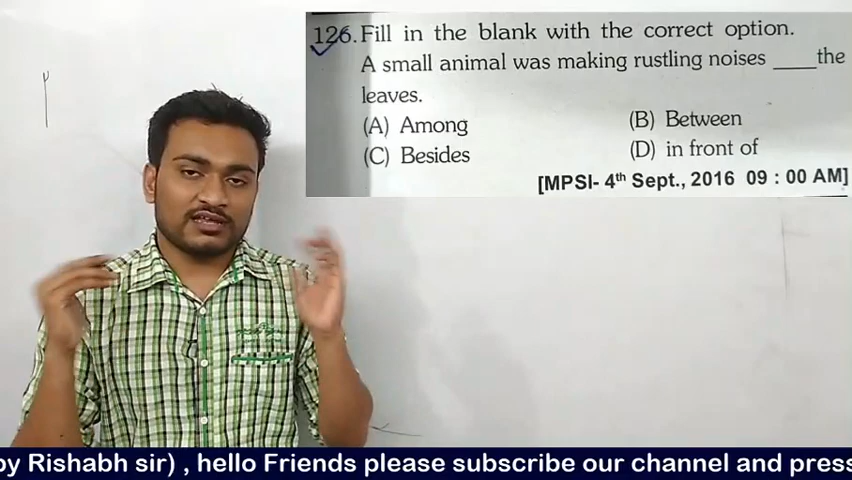 126. Fill in the blank with the correct option.
A small animal was making rustling noises ____ the
leaves.
(A) Among (B) Between
(C) Besides (D) in front of
[MPSI- 4th Sept., 2016 09 : 00 AM]
by Rishabh sir) , hello Friends please subscribe our channel and press